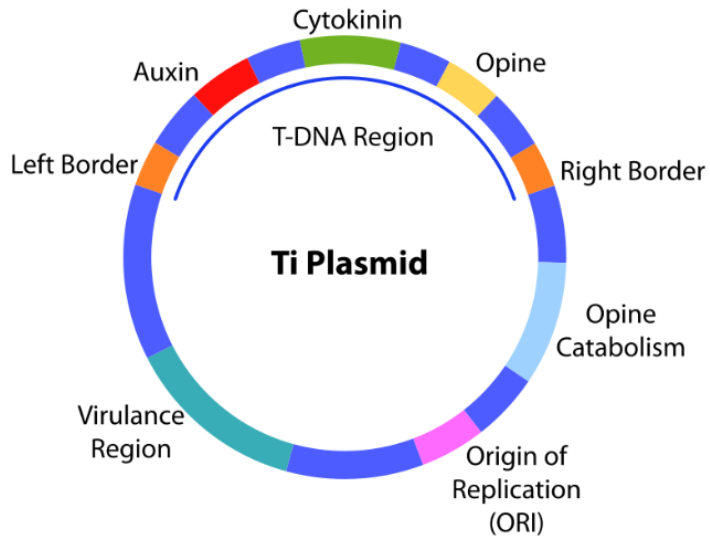 Cytokinin
Auxin
Opine
T-DNA Region
Left Border
Right Border
Ti Plasmid
Opine
Catabolism
Virulance
Region
Origin of
Replication
(ORI)